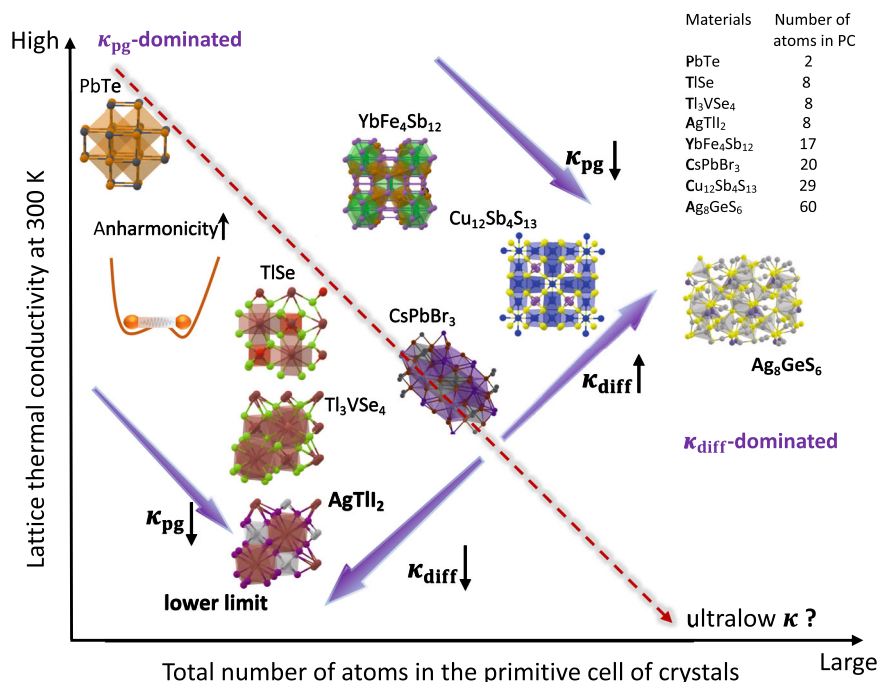 High
κpg-dominated
PbTe
Materials Number of
atoms in PC
PbTe 2
TlSe 8
Tl3VSe4 8
AgTlI2 8
YbFe4Sb12 17
CsPbBr3 20
Cu12Sb4S13 29
Ag8GeS6 60
YbFe4Sb12
κpg↓
Cu12Sb4S13
Anharmonicity↑
TlSe
CsPbBr3
κdiff↑
Ag8GeS6
Tl3VSe4
κdiff-dominated
AgTlI2
κpg↓
κdiff↓
lower limit
ultralow κ ?
Lattice thermal conductivity at 300 K
Large
Total number of atoms in the primitive cell of crystals